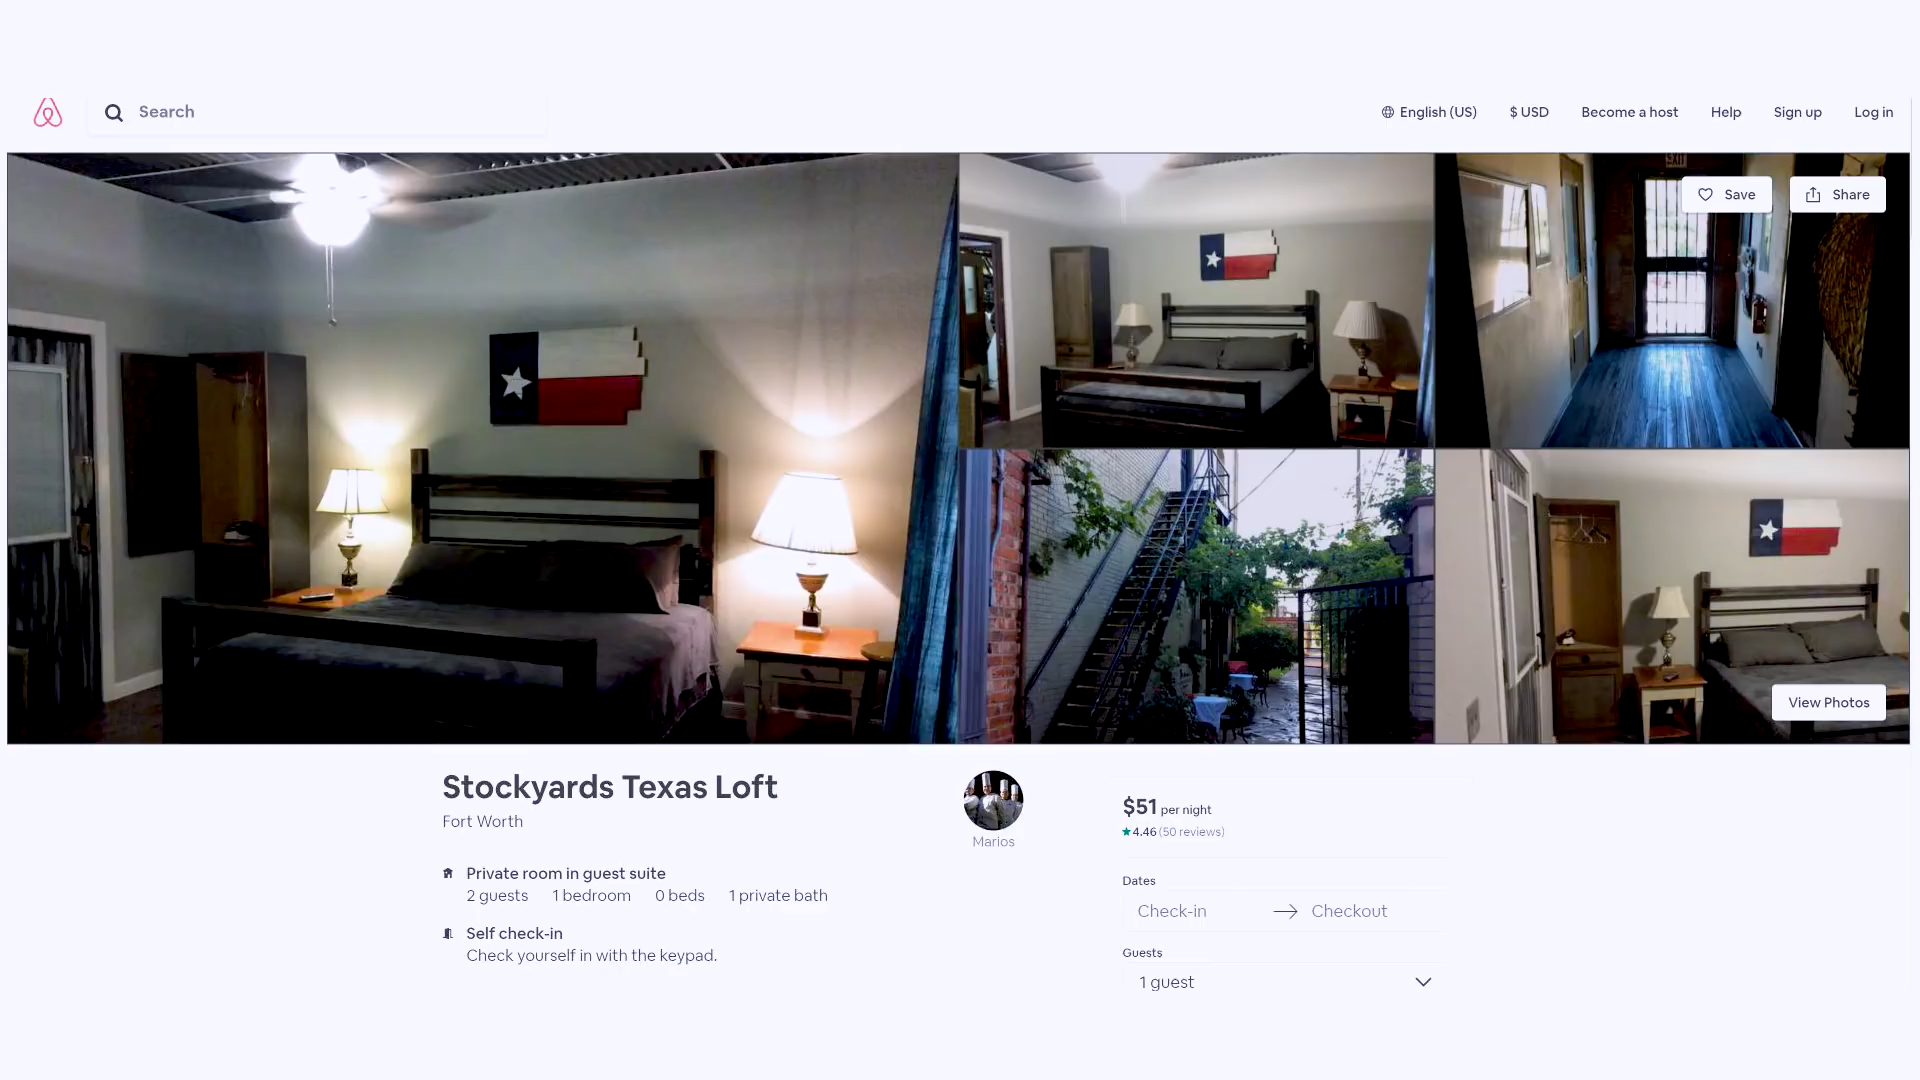 Search
English (US) $ USD Become a host Help Sign up Log in
EXIT
Save Share
View Photos
Stockyards Texas Loft
Fort Worth
Marios
Private room in guest suite
2 guests 1 bedroom 0 beds 1 private bath
Self check-in
Check yourself in with the keypad.
$51 per night
4.46 (50 reviews)
Dates
Check-in → Checkout
Guests
1 guest